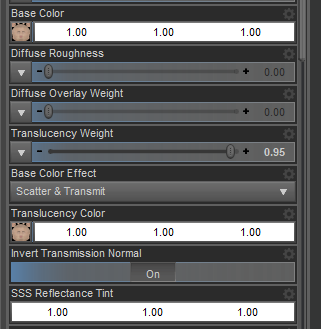 Base Color
1.00 1.00 1.00
Diffuse Roughness
- + 0.00
Diffuse Overlay Weight
- + 0.00
Translucency Weight
- + 0.95
Base Color Effect
Scatter & Transmit
Translucency Color
1.00 1.00 1.00
Invert Transmission Normal
On
SSS Reflectance Tint
1.00 1.00 1.00